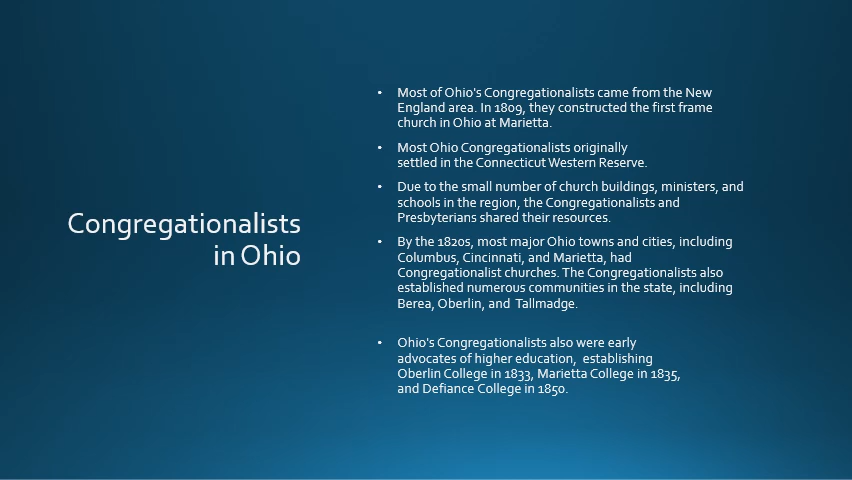 Congregationalists
in Ohio
• Most of Ohio's Congregationalists came from the New
England area. In 1809, they constructed the first frame
church in Ohio at Marietta.
• Most Ohio Congregationalists originally
settled in the Connecticut Western Reserve.
• Due to the small number of church buildings, ministers, and
schools in the region, the Congregationalists and
Presbyterians shared their resources.
• By the 1820s, most major Ohio towns and cities, including
Columbus, Cincinnati, and Marietta, had
Congregationalist churches. The Congregationalists also
established numerous communities in the state, including
Berea, Oberlin, and Tallmadge.
• Ohio's Congregationalists also were early
advocates of higher education, establishing
Oberlin College in 1833, Marietta College in 1835,
and Defiance College in 1850.